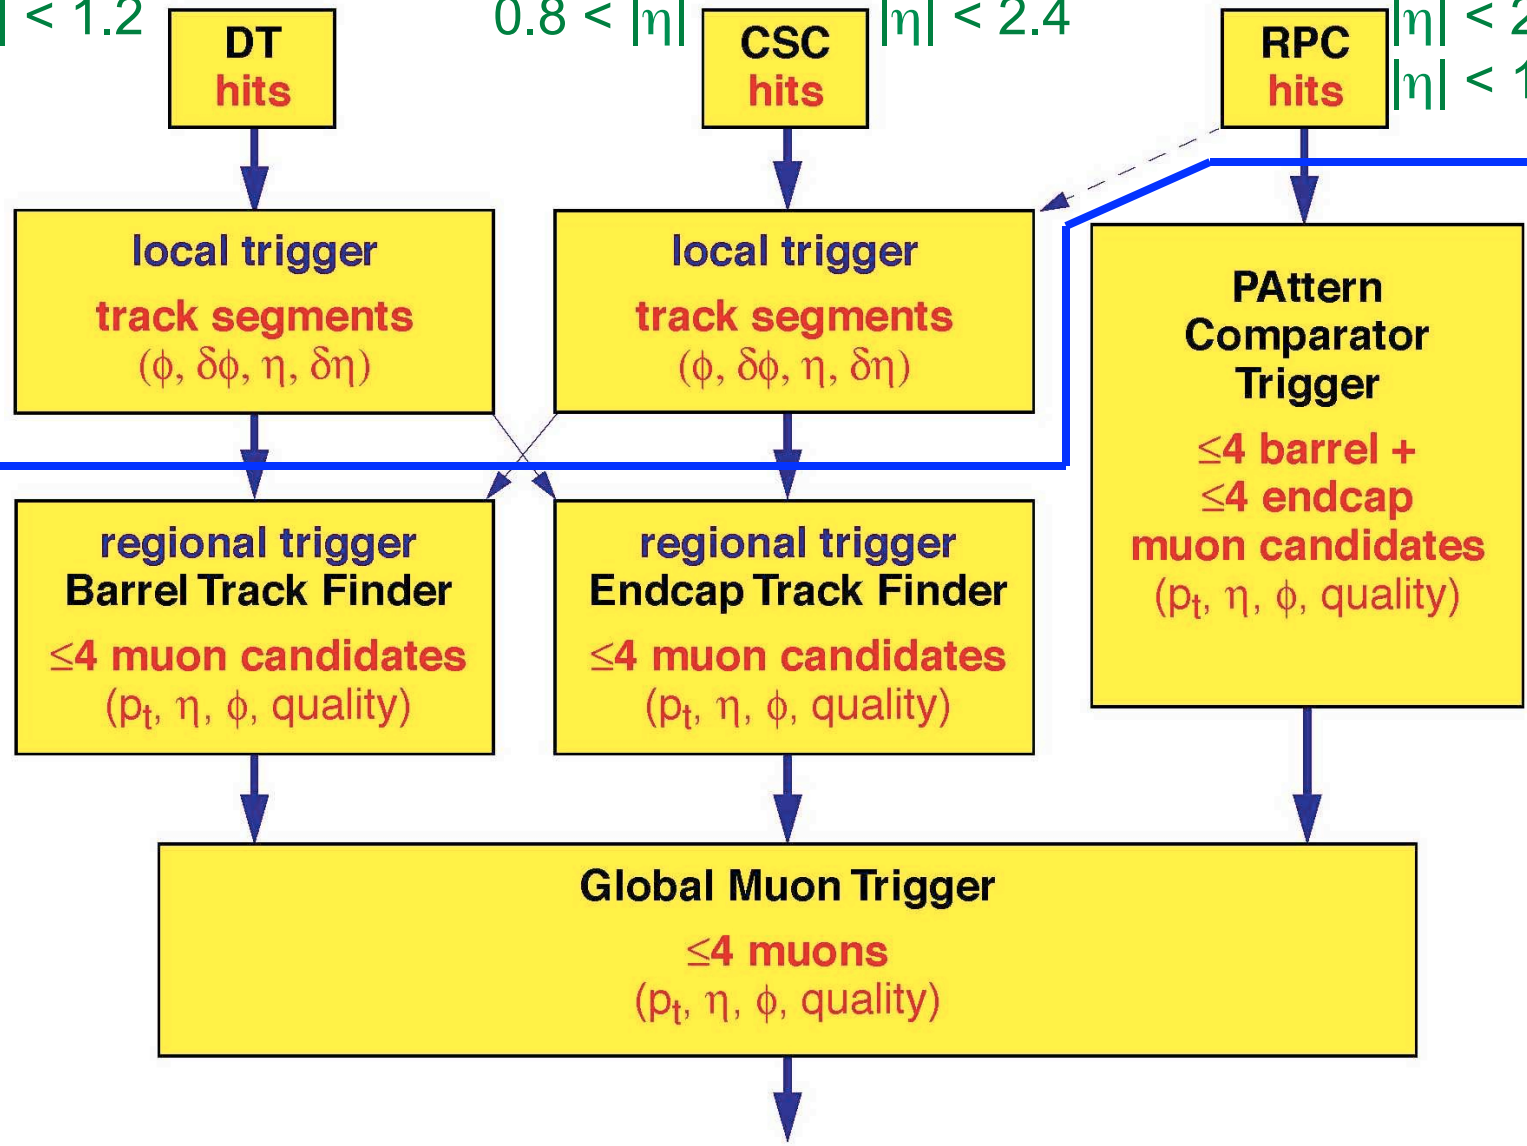 | < 1.2
DT
hits
0.8 < |η|
CSC
hits
|η| < 2.4
RPC
hits
|η| < 2
|η| < 1
local trigger
track segments
(ϕ, δϕ, η, δη)
local trigger
track segments
(ϕ, δϕ, η, δη)
PAttern
Comparator
Trigger
≤4 barrel +
≤4 endcap
muon candidates
(pt, η, ϕ, quality)
regional trigger
Barrel Track Finder
≤4 muon candidates
(pt, η, ϕ, quality)
regional trigger
Endcap Track Finder
≤4 muon candidates
(pt, η, ϕ, quality)
Global Muon Trigger
≤4 muons
(pt, η, ϕ, quality)